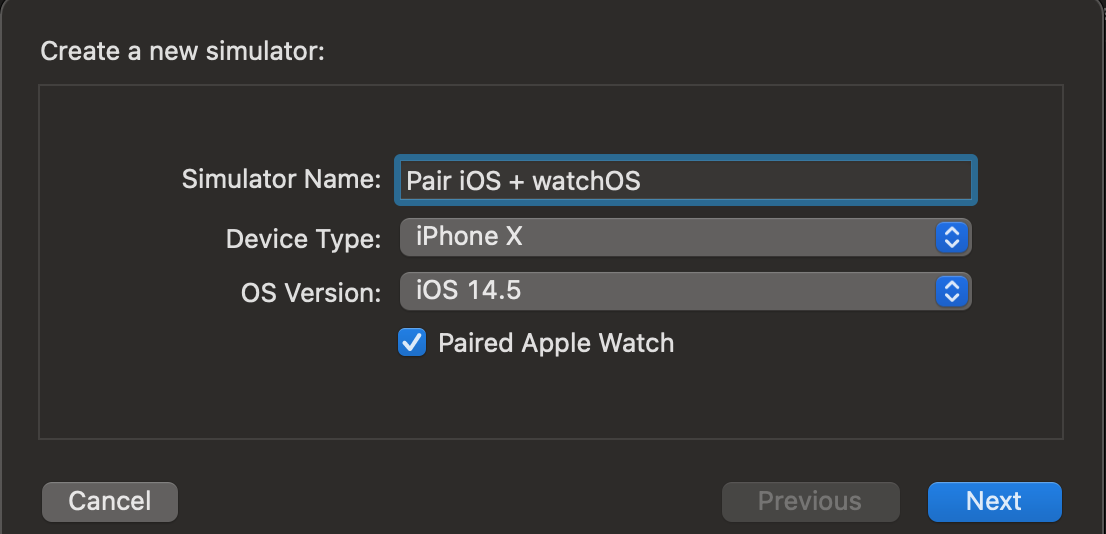 Create a new simulator:
Simulator Name: Pair iOS + watchOS
Device Type: iPhone X
OS Version: iOS 14.5
Paired Apple Watch
Cancel Previous Next